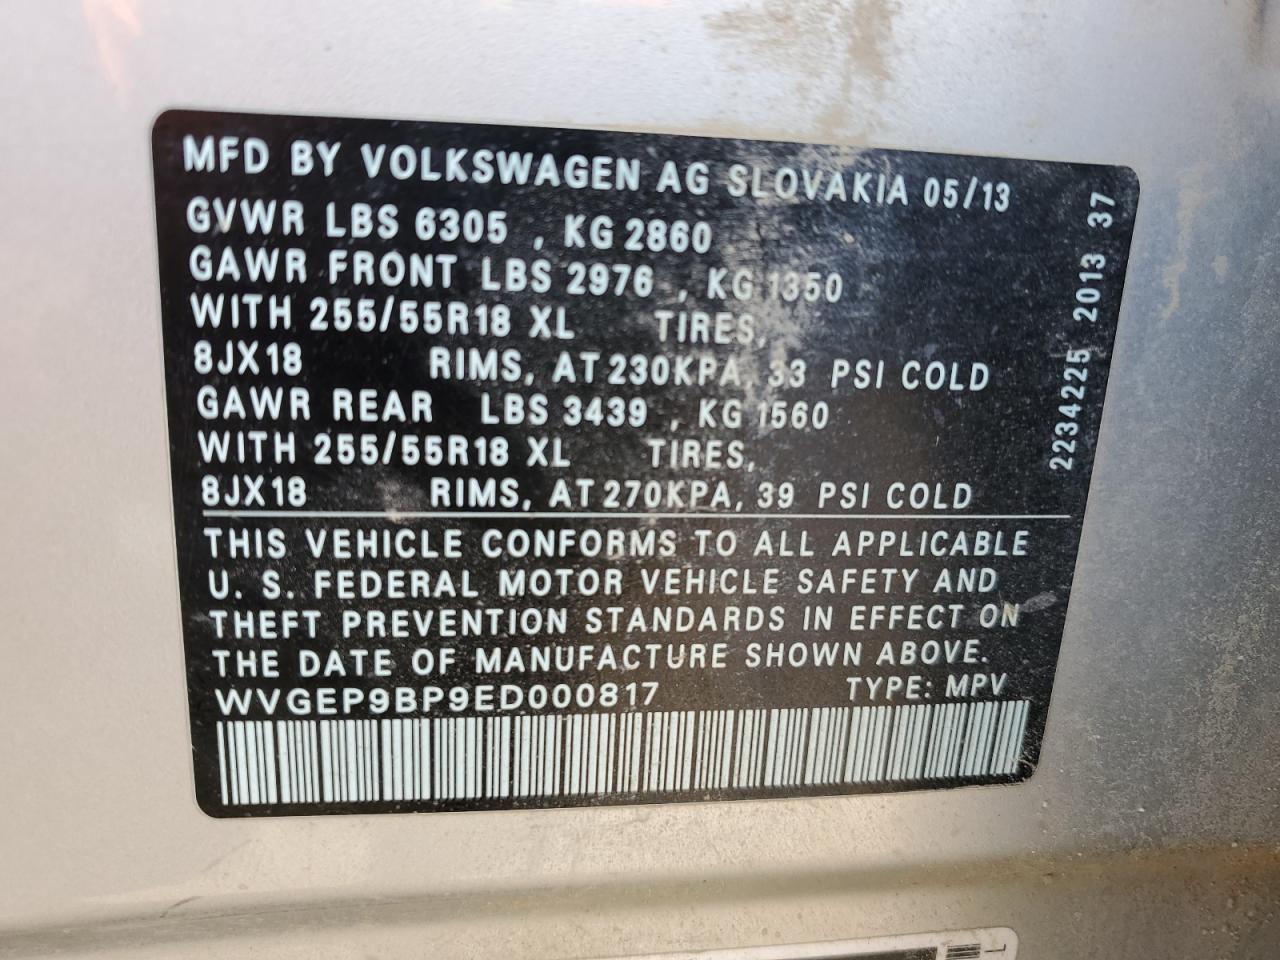 MFD BY VOLKSWAGEN AG SLOVAKIA 05/13
GVWR LBS 6305 , KG 2860
GAWR FRONT LBS 2976 , KG 1350
WITH 255/55R18 XL TIRES,
8JX18 RIMS, AT 230KPA, 33 PSI COLD
GAWR REAR LBS 3439 , KG 1560
WITH 255/55R18 XL TIRES,
8JX18 RIMS, AT 270KPA, 39 PSI COLD
THIS VEHICLE CONFORMS TO ALL APPLICABLE
U. S. FEDERAL MOTOR VEHICLE SAFETY AND
THEFT PREVENTION STANDARDS IN EFFECT ON
THE DATE OF MANUFACTURE SHOWN ABOVE.
WVGEP9BP9ED000817 TYPE: MPV
2234225 2013 37